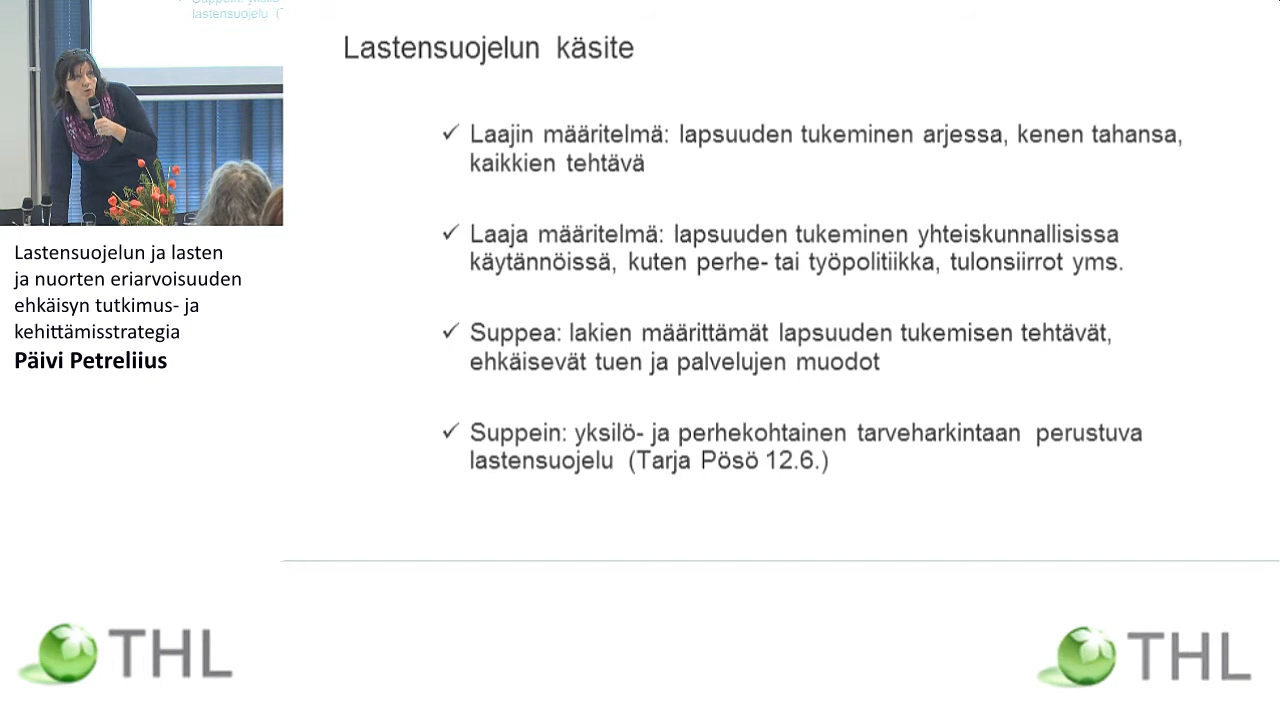 Suppein: yksilö
lastensuojelu (T
Lastensuojelun ja lasten
ja nuorten eriarvoisuuden
ehkäisyn tutkimus- ja
kehittämisstrategia
Päivi Petreliius
Lastensuojelun käsite
✓ Laajin määritelmä: lapsuuden tukeminen arjessa, kenen tahansa,
kaikkien tehtävä
✓ Laaja määritelmä: lapsuuden tukeminen yhteiskunnallisissa
käytännöissä, kuten perhe- tai työpolitiikka, tulonsiirrot yms.
✓ Suppea: lakien määrittämät lapsuuden tukemisen tehtävät,
ehkäisevät tuen ja palvelujen muodot
✓ Suppein: yksilö- ja perhekohtainen tarveharkintaan perustuva
lastensuojelu (Tarja Pösö 12.6.)
THL
THL